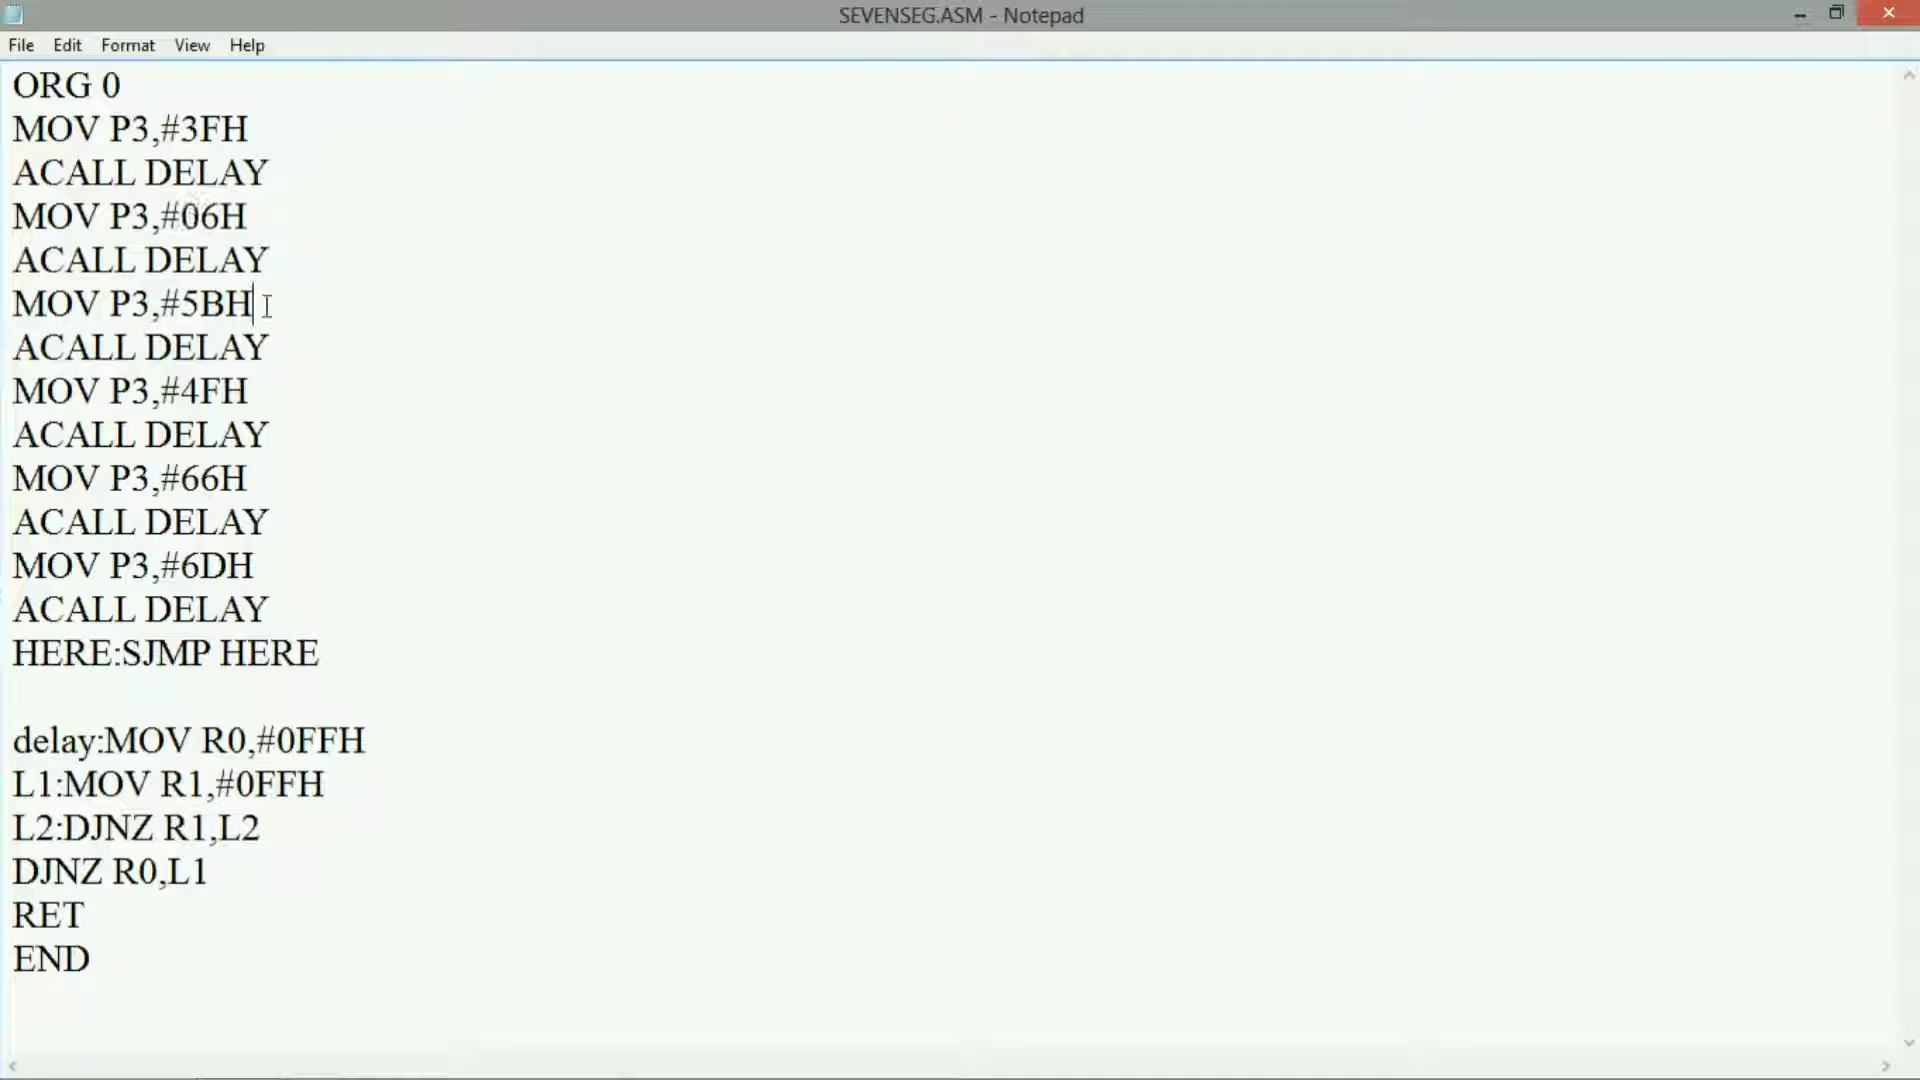 SEVENSEG.ASM - Notepad
File Edit Format View Help
ORG 0
MOV P3,#3FH
ACALL DELAY
MOV P3,#06H
ACALL DELAY
MOV P3,#5BH
ACALL DELAY
MOV P3,#4FH
ACALL DELAY
MOV P3,#66H
ACALL DELAY
MOV P3,#6DH
ACALL DELAY
HERE:SJMP HERE
delay:MOV R0,#0FFH
L1:MOV R1,#0FFH
L2:DJNZ R1,L2
DJNZ R0,L1
RET
END